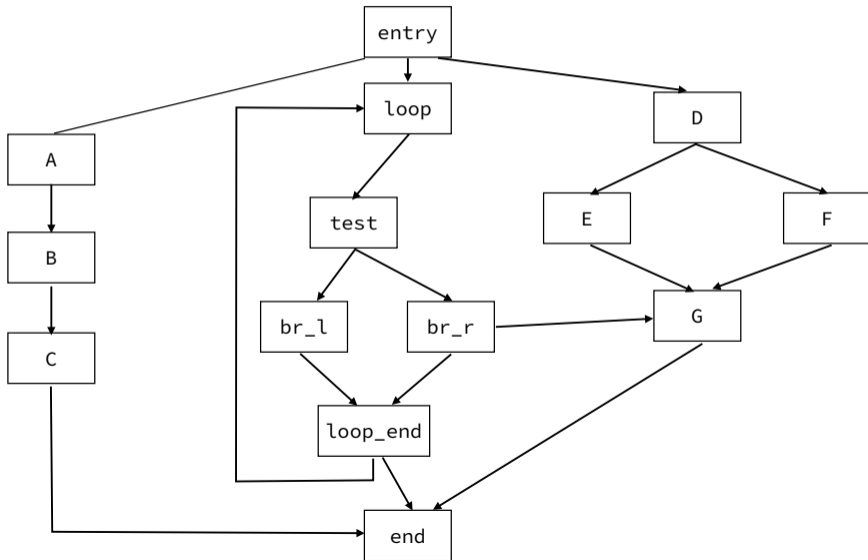 entry
loop
D
A
test
E
F
B
br_l
br_r
G
C
loop_end
end